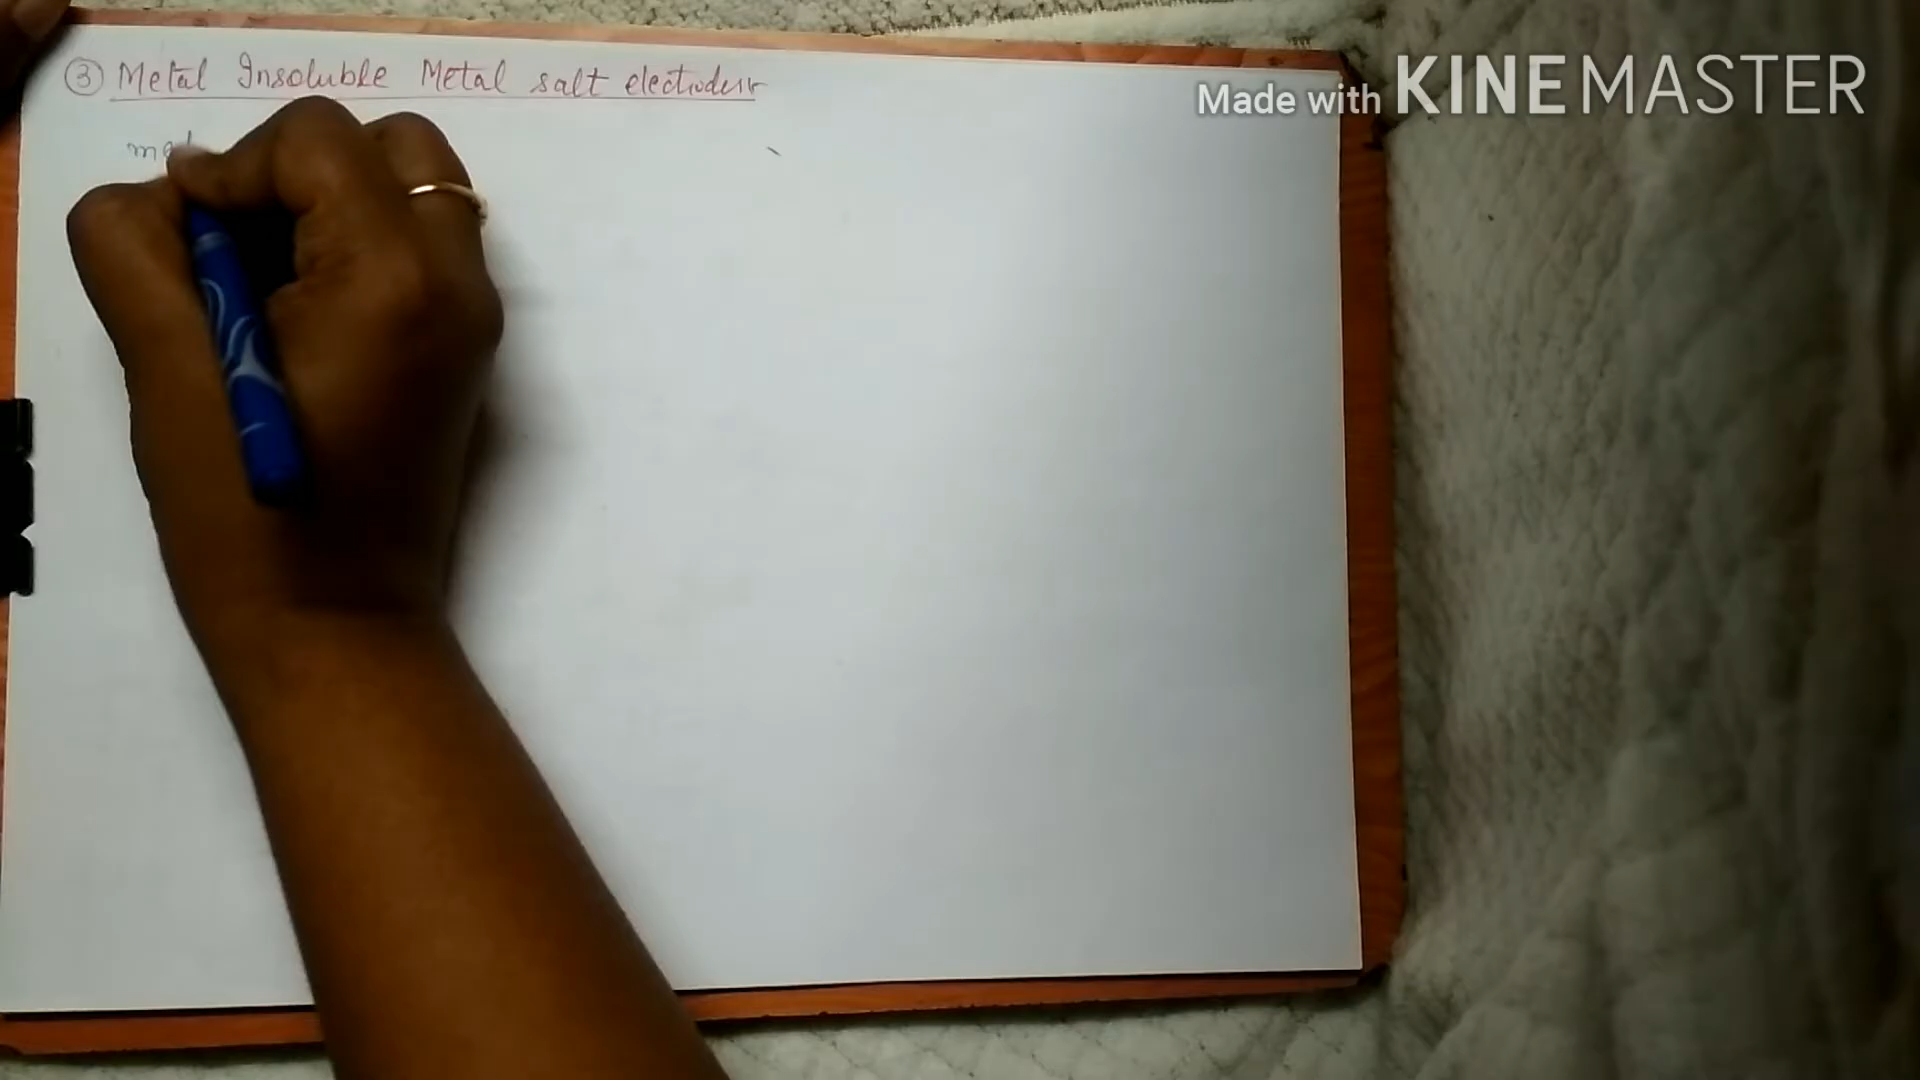 ③ Metal Insoluble Metal salt electrodes:-
Made with KINEMASTER